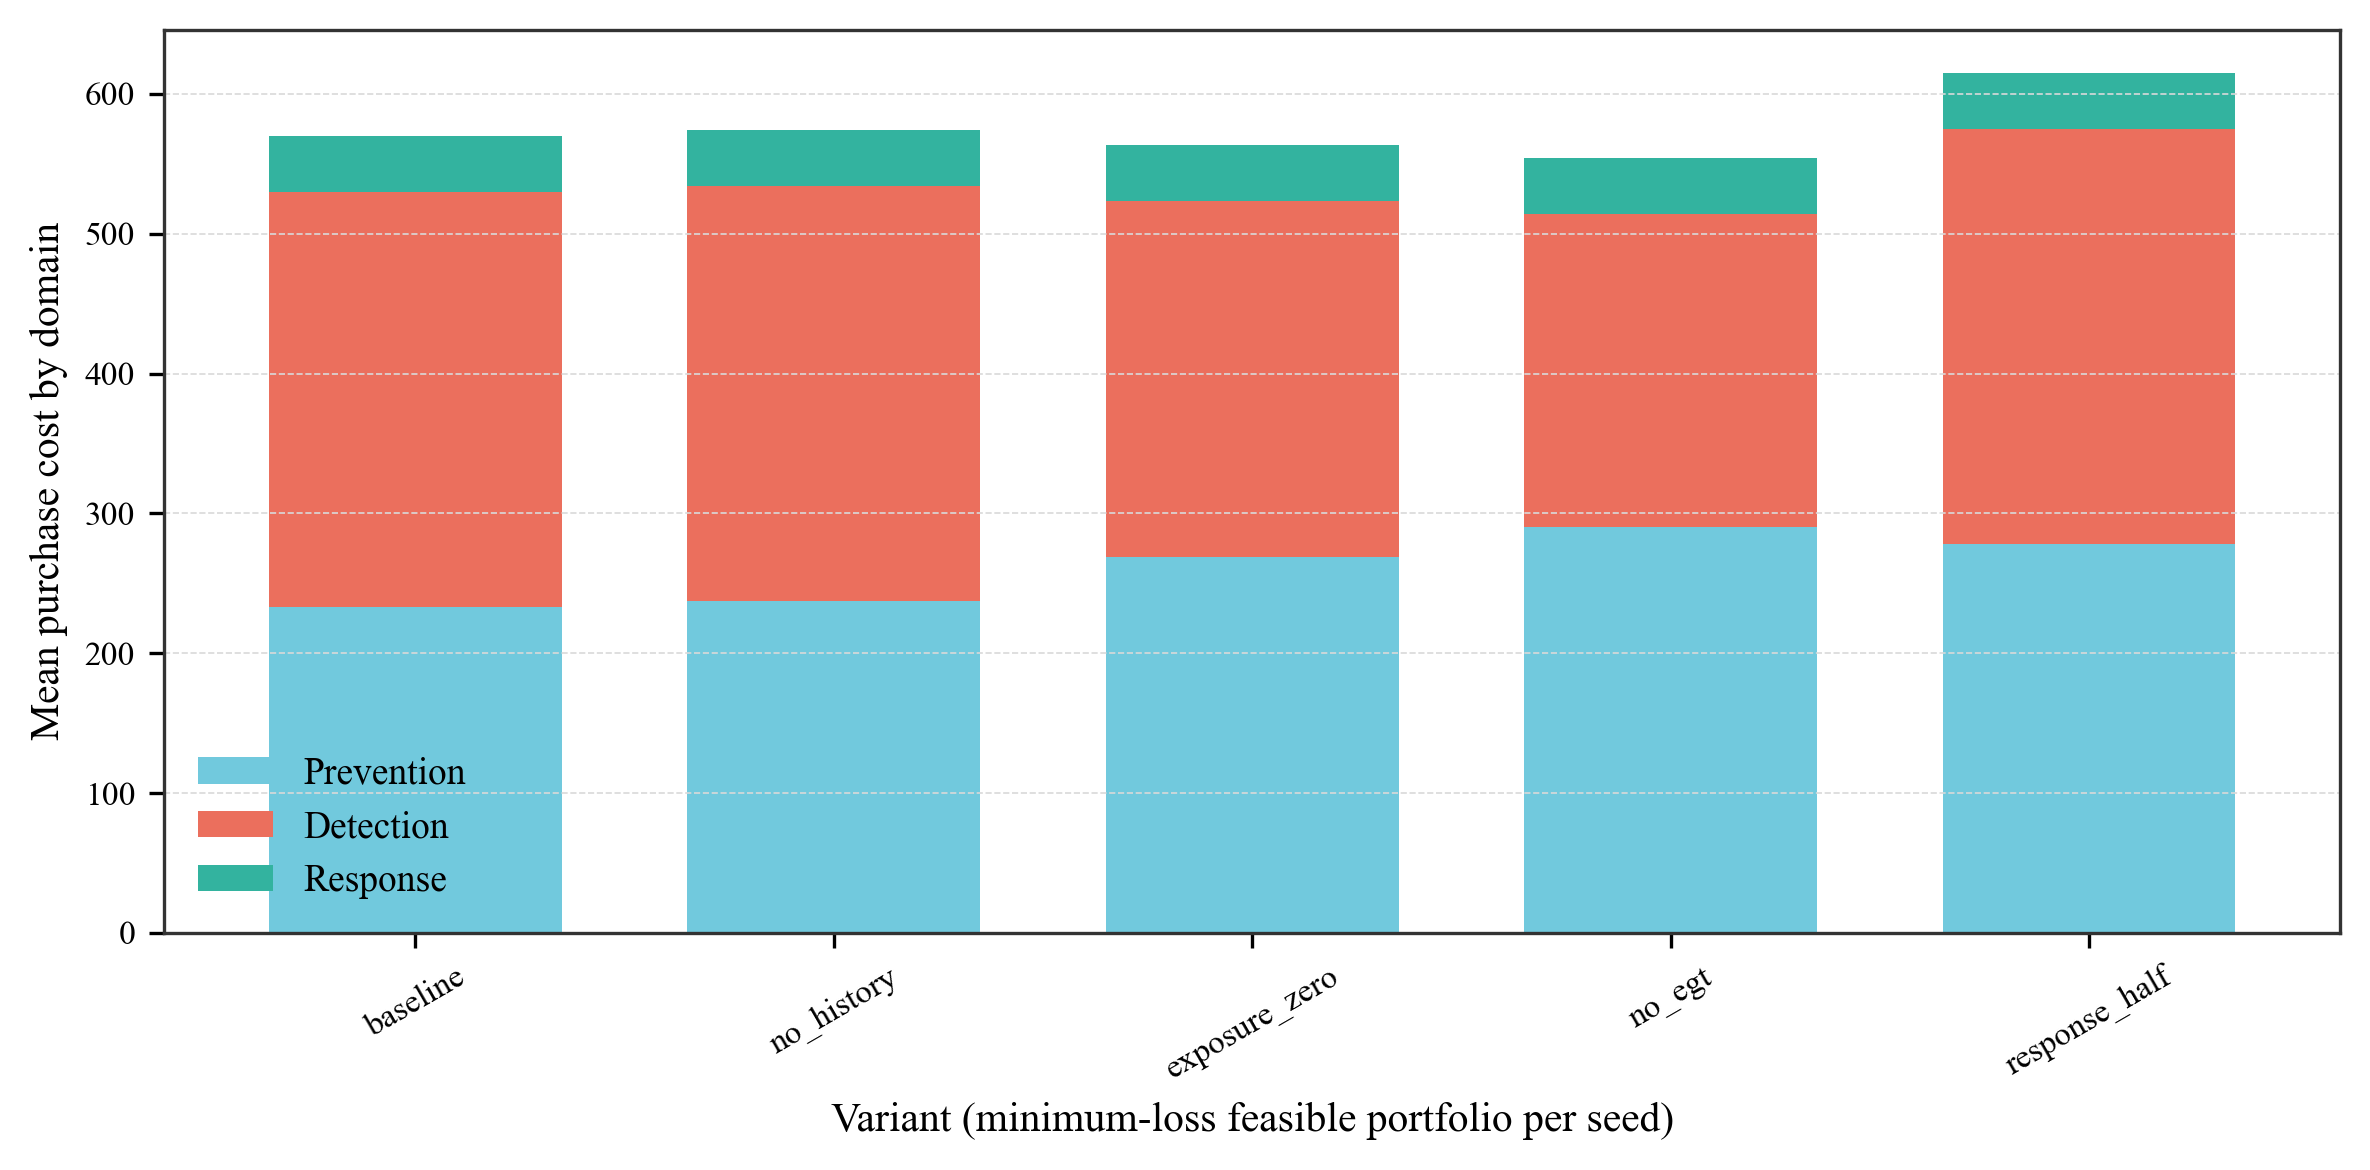 Mean purchase cost by domain
600
500
400
300
200
100
0
Prevention
Detection
Response
baseline
no_history
exposure_zero
no_egt
response_half
Variant (minimum-loss feasible portfolio per seed)